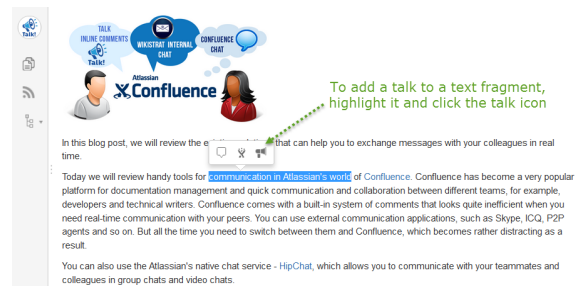 Talk!
TALK
INLINE COMMENTS
Talk!
WIKISTRAT INTERNAL
CHAT
CONFLUENCE
CHAT
Atlassian
Confluence
To add a talk to a text fragment,
highlight it and click the talk icon
In this blog post, we will review the e
that can help you to exchange messages with your colleagues in real
time.
Today we will review handy tools for communication in Atlassian's world of Confluence. Confluence has become a very popular
platform for documentation management and quick communication and collaboration between different teams, for example,
developers and technical writers. Confluence comes with a built-in system of comments that looks quite inefficient when you
need real-time communication with your peers. You can use external communication applications, such as Skype, ICQ, P2P
agents and so on. But all the time you need to switch between them and Confluence, which becomes rather distracting as a
result.
You can also use the Atlassian's native chat service - HipChat, which allows you to communicate with your teammates and
colleagues in group chats and video chats.